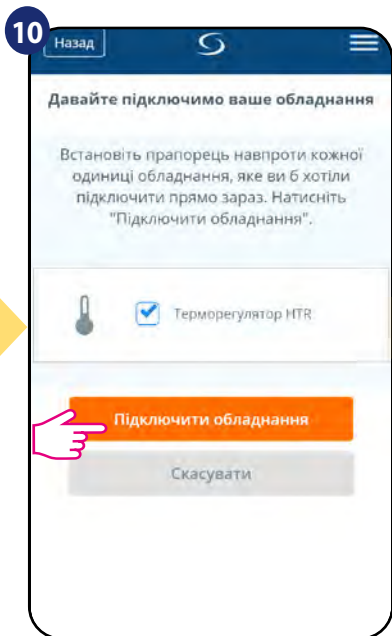 10
Назад
Давайте підключимо ваше обладнання
Встановіть прапорець навпроти кожної
одиниці обладнання, яке ви б хотіли
підключити прямо зараз. Натисніть
"Підключити обладнання".
Терморегулятор HTR
Підключити обладнання
Скасувати